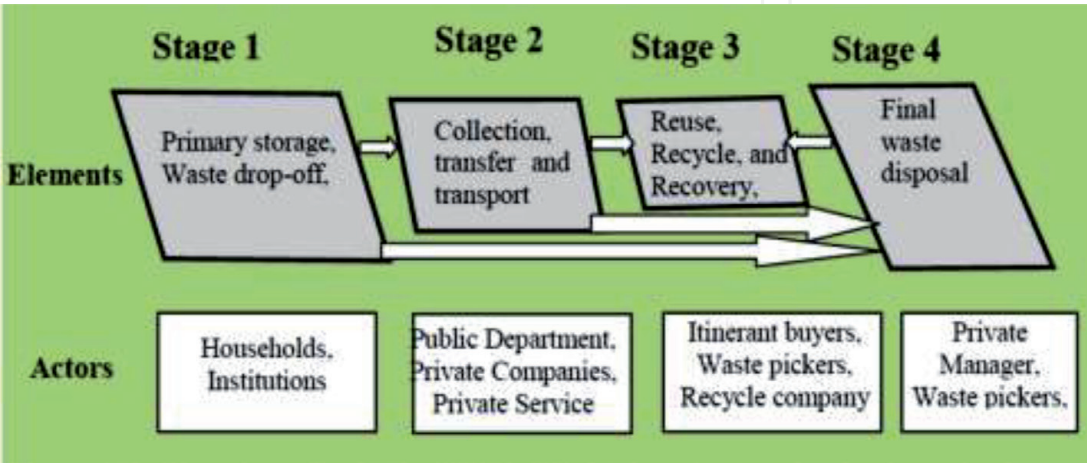 Stage 1
Stage 2
Stage 3
Stage 4
Elements
Primary storage,
Waste drop-off,
Collection,
transfer and
transport
Reuse,
Recycle, and
Recovery,
Final
waste
disposal
Actors
Households,
Institutions
Public Department,
Private Companies,
Private Service
Itinerant buyers,
Waste pickers,
Recycle company
Private
Manager,
Waste pickers,